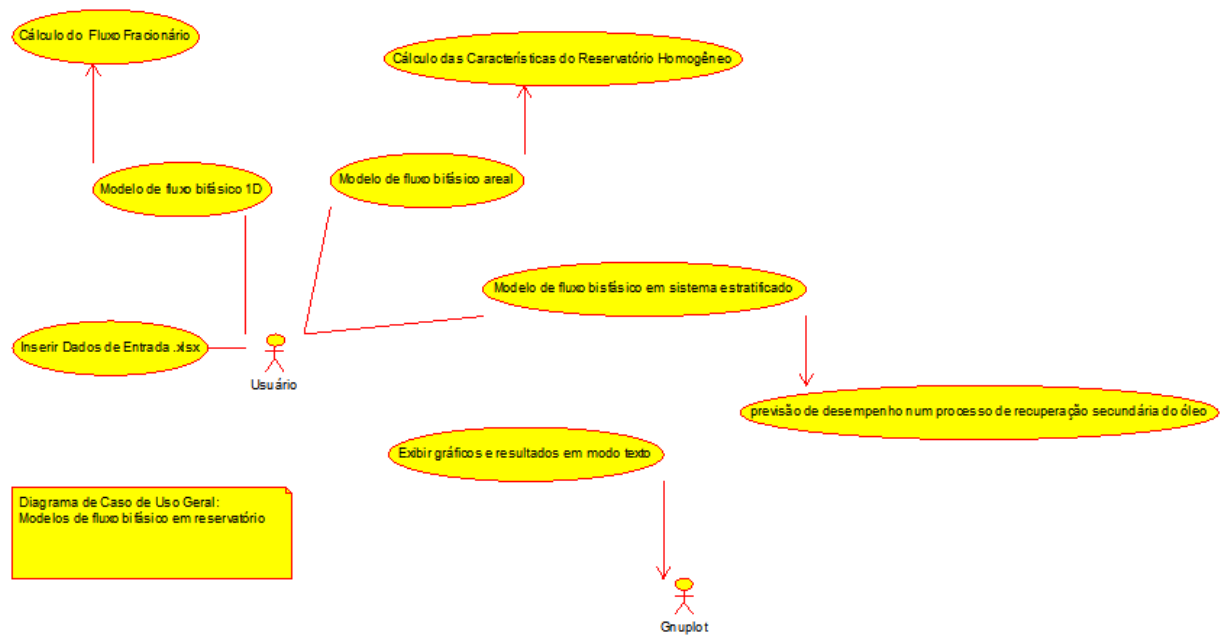 Cálculo do Fluxo Fracionário
Cálculo das Características do Reservatório Homogêneo
Modelo de fluxo bifásico 1D
Modelo de fluxo bifásico areal
Modelo de fluxo bisfásico em sistema estratificado
Inserir Dados de Entrada .xlsx
Usuário
previsão de desempenho num processo de recuperação secundária do óleo
Exibir gráficos e resultados em modo texto
Diagrama de Caso de Uso Geral:
Modelos de fluxo bifásico em reservatório
Gnuplot